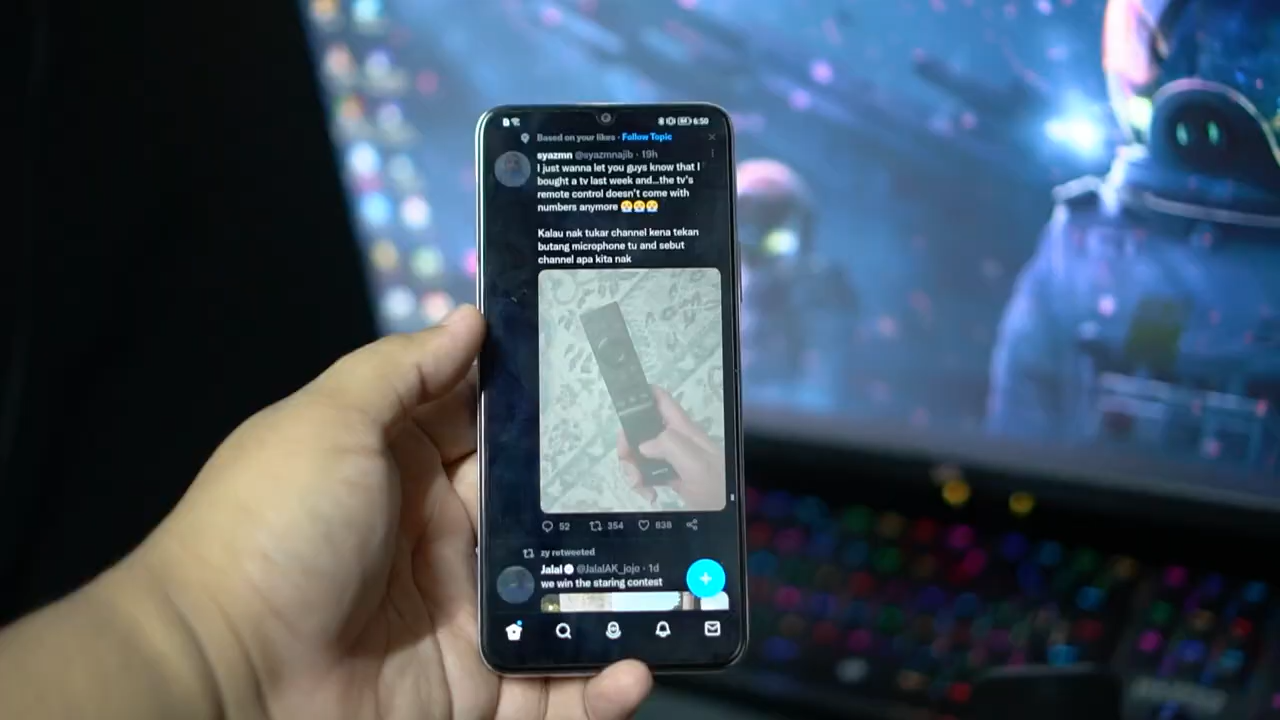 6:50
Based on your likes · Follow Topic
syazmn @syazmnajib · 19h
I just wanna let you guys know that I
bought a tv last week and...the tv's
remote control doesn't come with
numbers anymore 😤😤😤
Kalau nak tukar channel kena tekan
butang microphone tu and sebut
channel apa kita nak
52 354 838
zy retweeted
Jalal @JalalAK_jojo · 1d
we win the staring contest